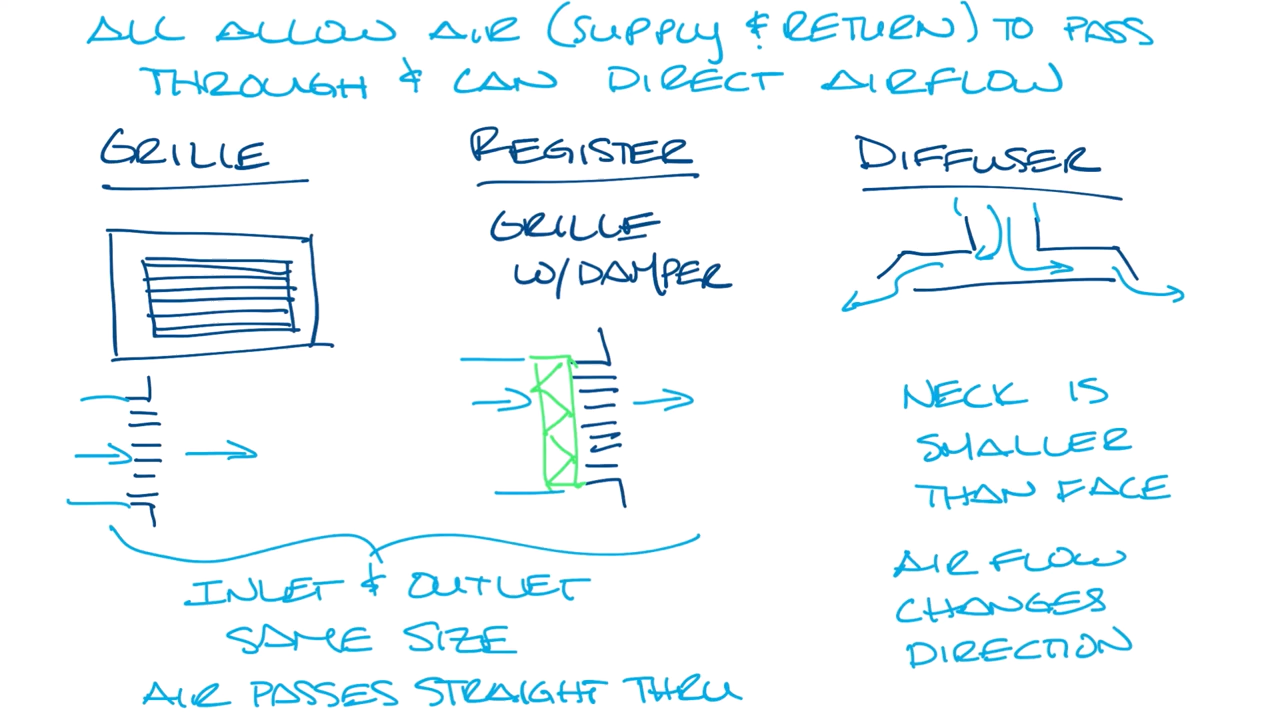 ALL ALLOW AIR (SUPPLY & RETURN) TO PASS
THROUGH & CAN DIRECT AIRFLOW
GRILLE
REGISTER
GRILLE
W/DAMPER
INLET & OUTLET
SAME SIZE
AIR PASSES STRAIGHT THRU
DIFFUSER
NECK IS
SMALLER
THAN FACE
AIR FLOW
CHANGES
DIRECTION